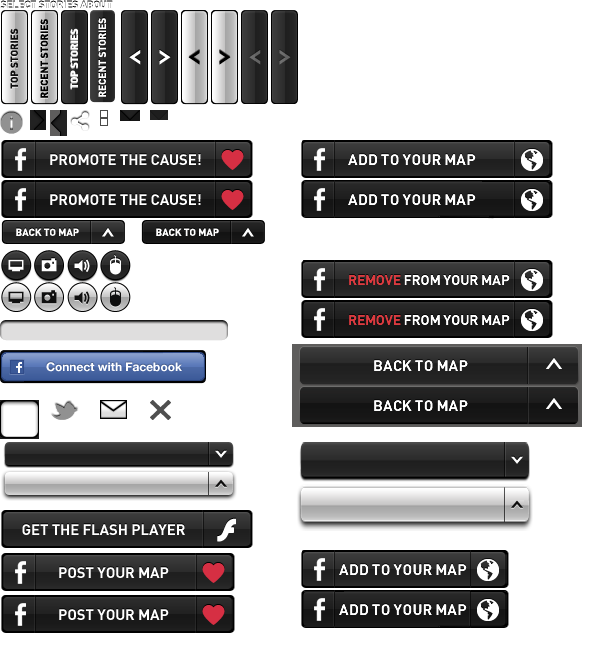 SELECT STORIES ABOUT
TOP STORIES
RECENT STORIES
TOP STORIES
RECENT STORIES
PROMOTE THE CAUSE!
ADD TO YOUR MAP
PROMOTE THE CAUSE!
ADD TO YOUR MAP
BACK TO MAP
BACK TO MAP
REMOVE FROM YOUR MAP
REMOVE FROM YOUR MAP
Connect with Facebook
BACK TO MAP
BACK TO MAP
GET THE FLASH PLAYER
POST YOUR MAP
ADD TO YOUR MAP
POST YOUR MAP
ADD TO YOUR MAP